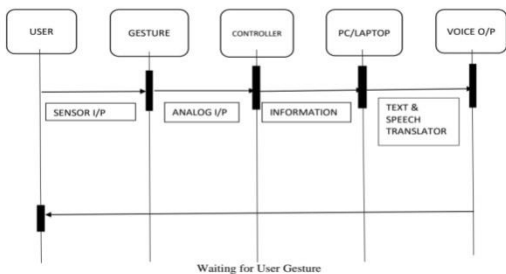 USER
GESTURE
CONTROLLER
PC/LAPTOP
VOICE O/P
SENSOR I/P
ANALOG I/P
INFORMATION
TEXT &
SPEECH
TRANSLATOR
Waiting for User Gesture